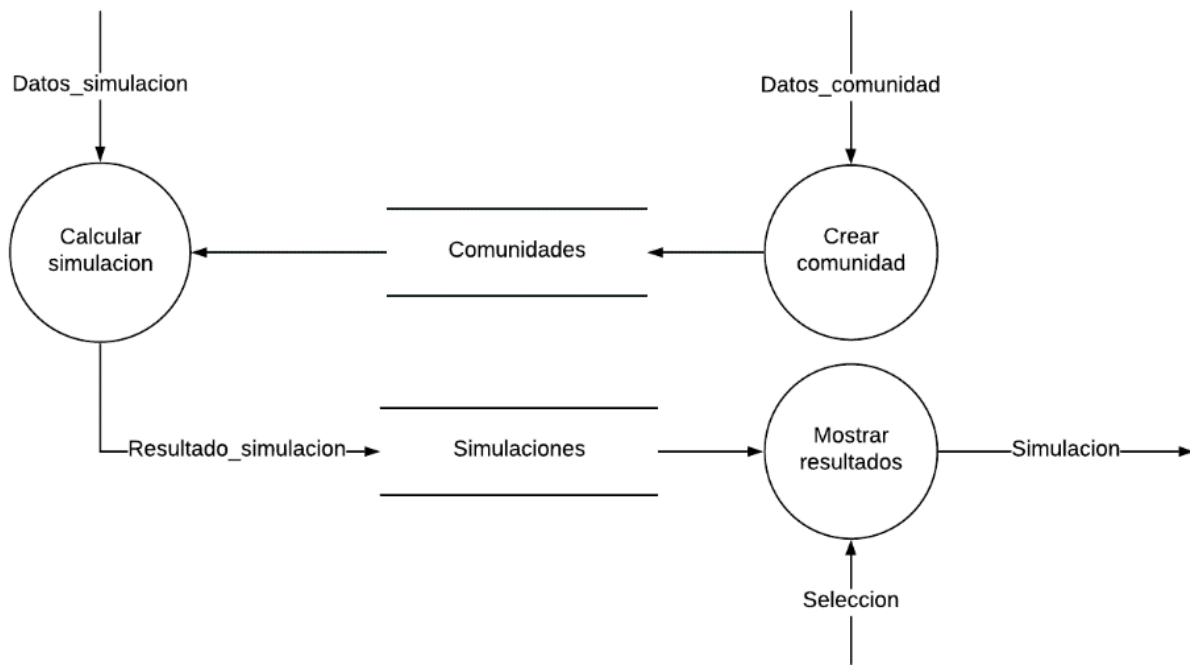 Datos_simulacion
Datos_comunidad
Calcular
simulacion
Comunidades
Crear
comunidad
Resultado_simulacion
Simulaciones
Mostrar
resultados
Simulacion
Seleccion